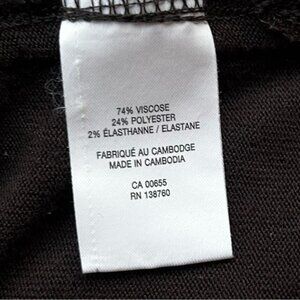 74% VISCOSE
24% POLYESTER
2% ÉLASTHANNE / ELASTANE
FABRIQUÉ AU CAMBODGE
MADE IN CAMBODIA
CA 00655
RN 138760